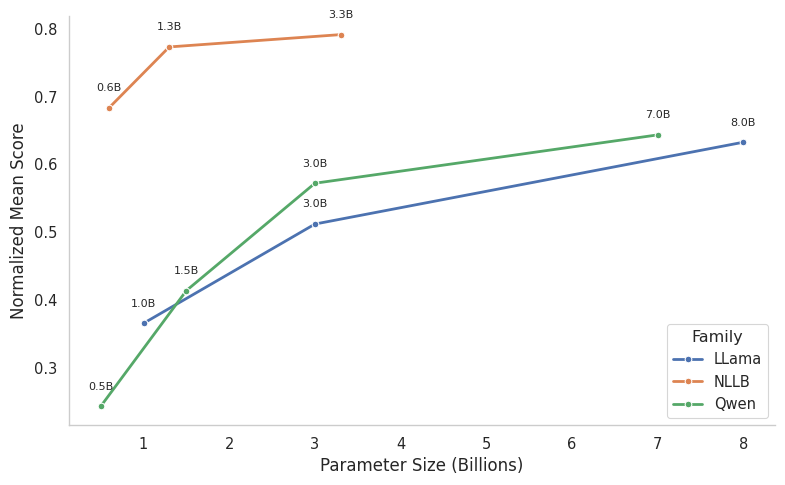 3.3B
1.3B
0.8
0.6B
0.7
7.0B
8.0B
3.0B
0.6
3.0B
0.5
1.5B
0.4
1.0B
0.3
0.5B
Normalized Mean Score
Family
LLama
NLLB
Qwen
1 2 3 4 5 6 7 8
Parameter Size (Billions)